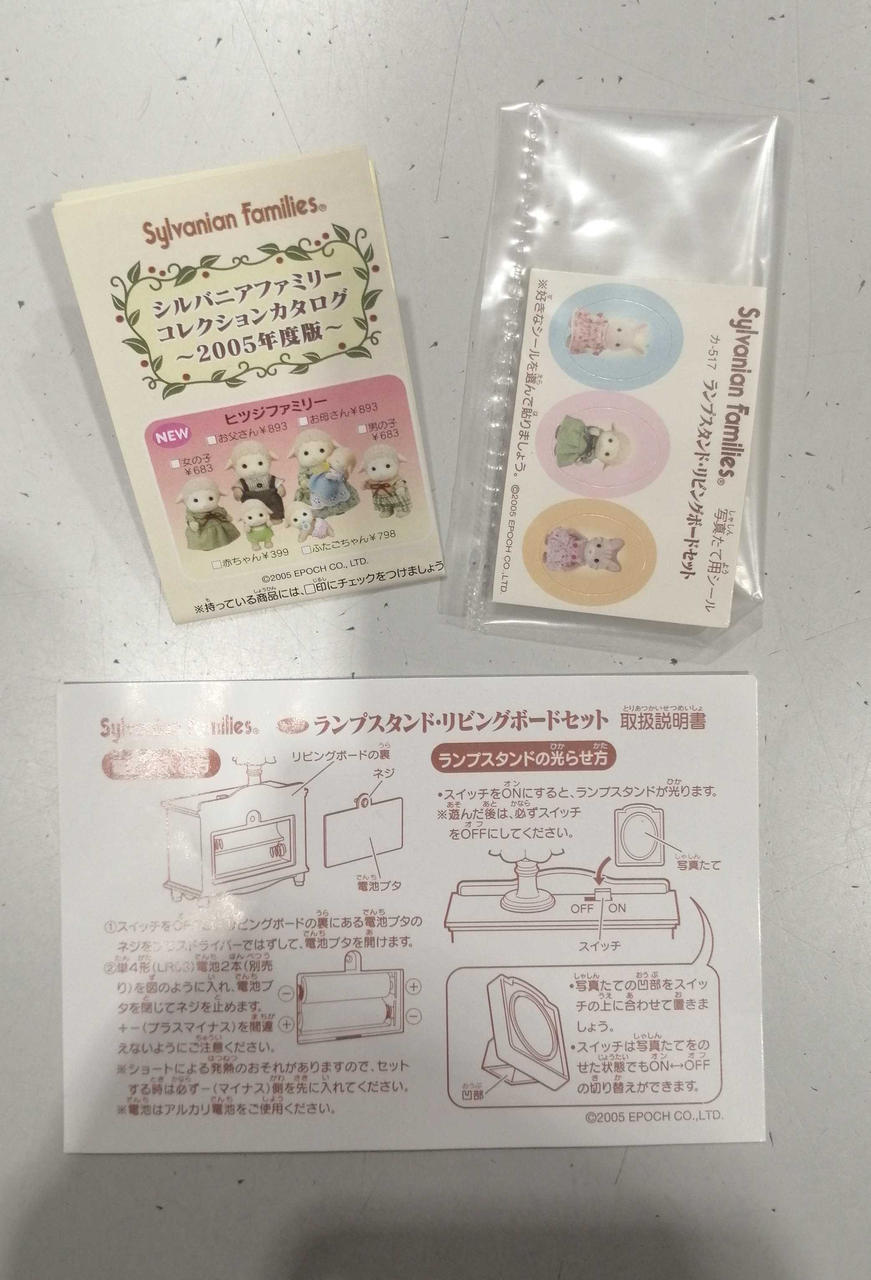 Sylvanian Families®
シルバニアファミリー
コレクションカタログ
～2005年度版～
NEW
ヒツジファミリー
□お父さん¥893
□お母さん¥893
□女の子
¥683
□男の子
¥683
□赤ちゃん¥399
□ふたごちゃん¥798
©2005 EPOCH CO., LTD.
※持っている商品には、□印にチェックをつけましょう
Sylvanian Families®
カ-517 ランプスタンド・リビングボードセット
写真たて用シール
※好きなシールを選んで貼りましょう。
©2005 EPOCH CO.,LTD.
Sylvanian Families®
ランプスタンド・リビングボードセット 取扱説明書
リビングボードの裏
ネジ
電池ブタ
①スイッチをOF リビングボードの裏にある電池ブタの
ネジを ドライバーではずして、電池ブタを開けます。
②単4形(LR03)電池2本(別売
り)を図のように入れ、電池ブ
タを閉じてネジを止めます。
+-(プラスマイナス)を間違
えないようにご注意ください。
※ショートによる発熱のおそれがありますので、セット
する時は必ず-(マイナス)側を先に入れてください。
※電池はアルカリ電池をご使用ください。
ランプスタンドの光らせ方
•スイッチをONにすると、ランプスタンドが光ります。
※遊んだ後は、必ずスイッチ
をOFFにしてください。
写真たて
OFF ON
スイッチ
•写真たての凹部をスイッ
チの上に合わせて置きま
しょう。
•スイッチは写真たてをの
せた状態でもON↔OFF
の切り替えができます。
凹部
©2005 EPOCH CO.,LTD.